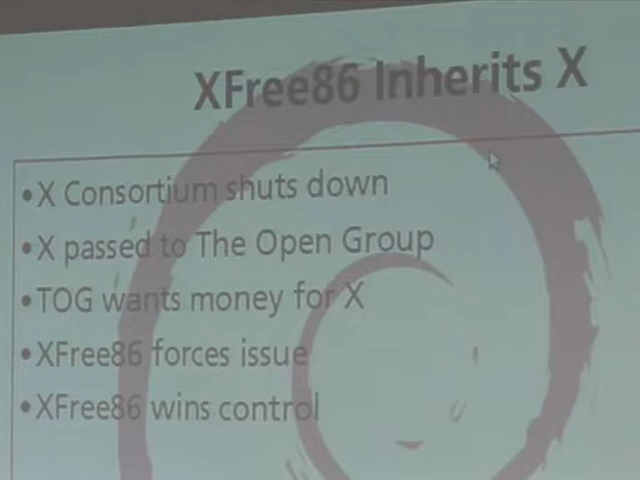 XFree86 Inherits X
•X Consortium shuts down
•X passed to The Open Group
•TOG wants money for X
•XFree86 forces issue
•XFree86 wins control